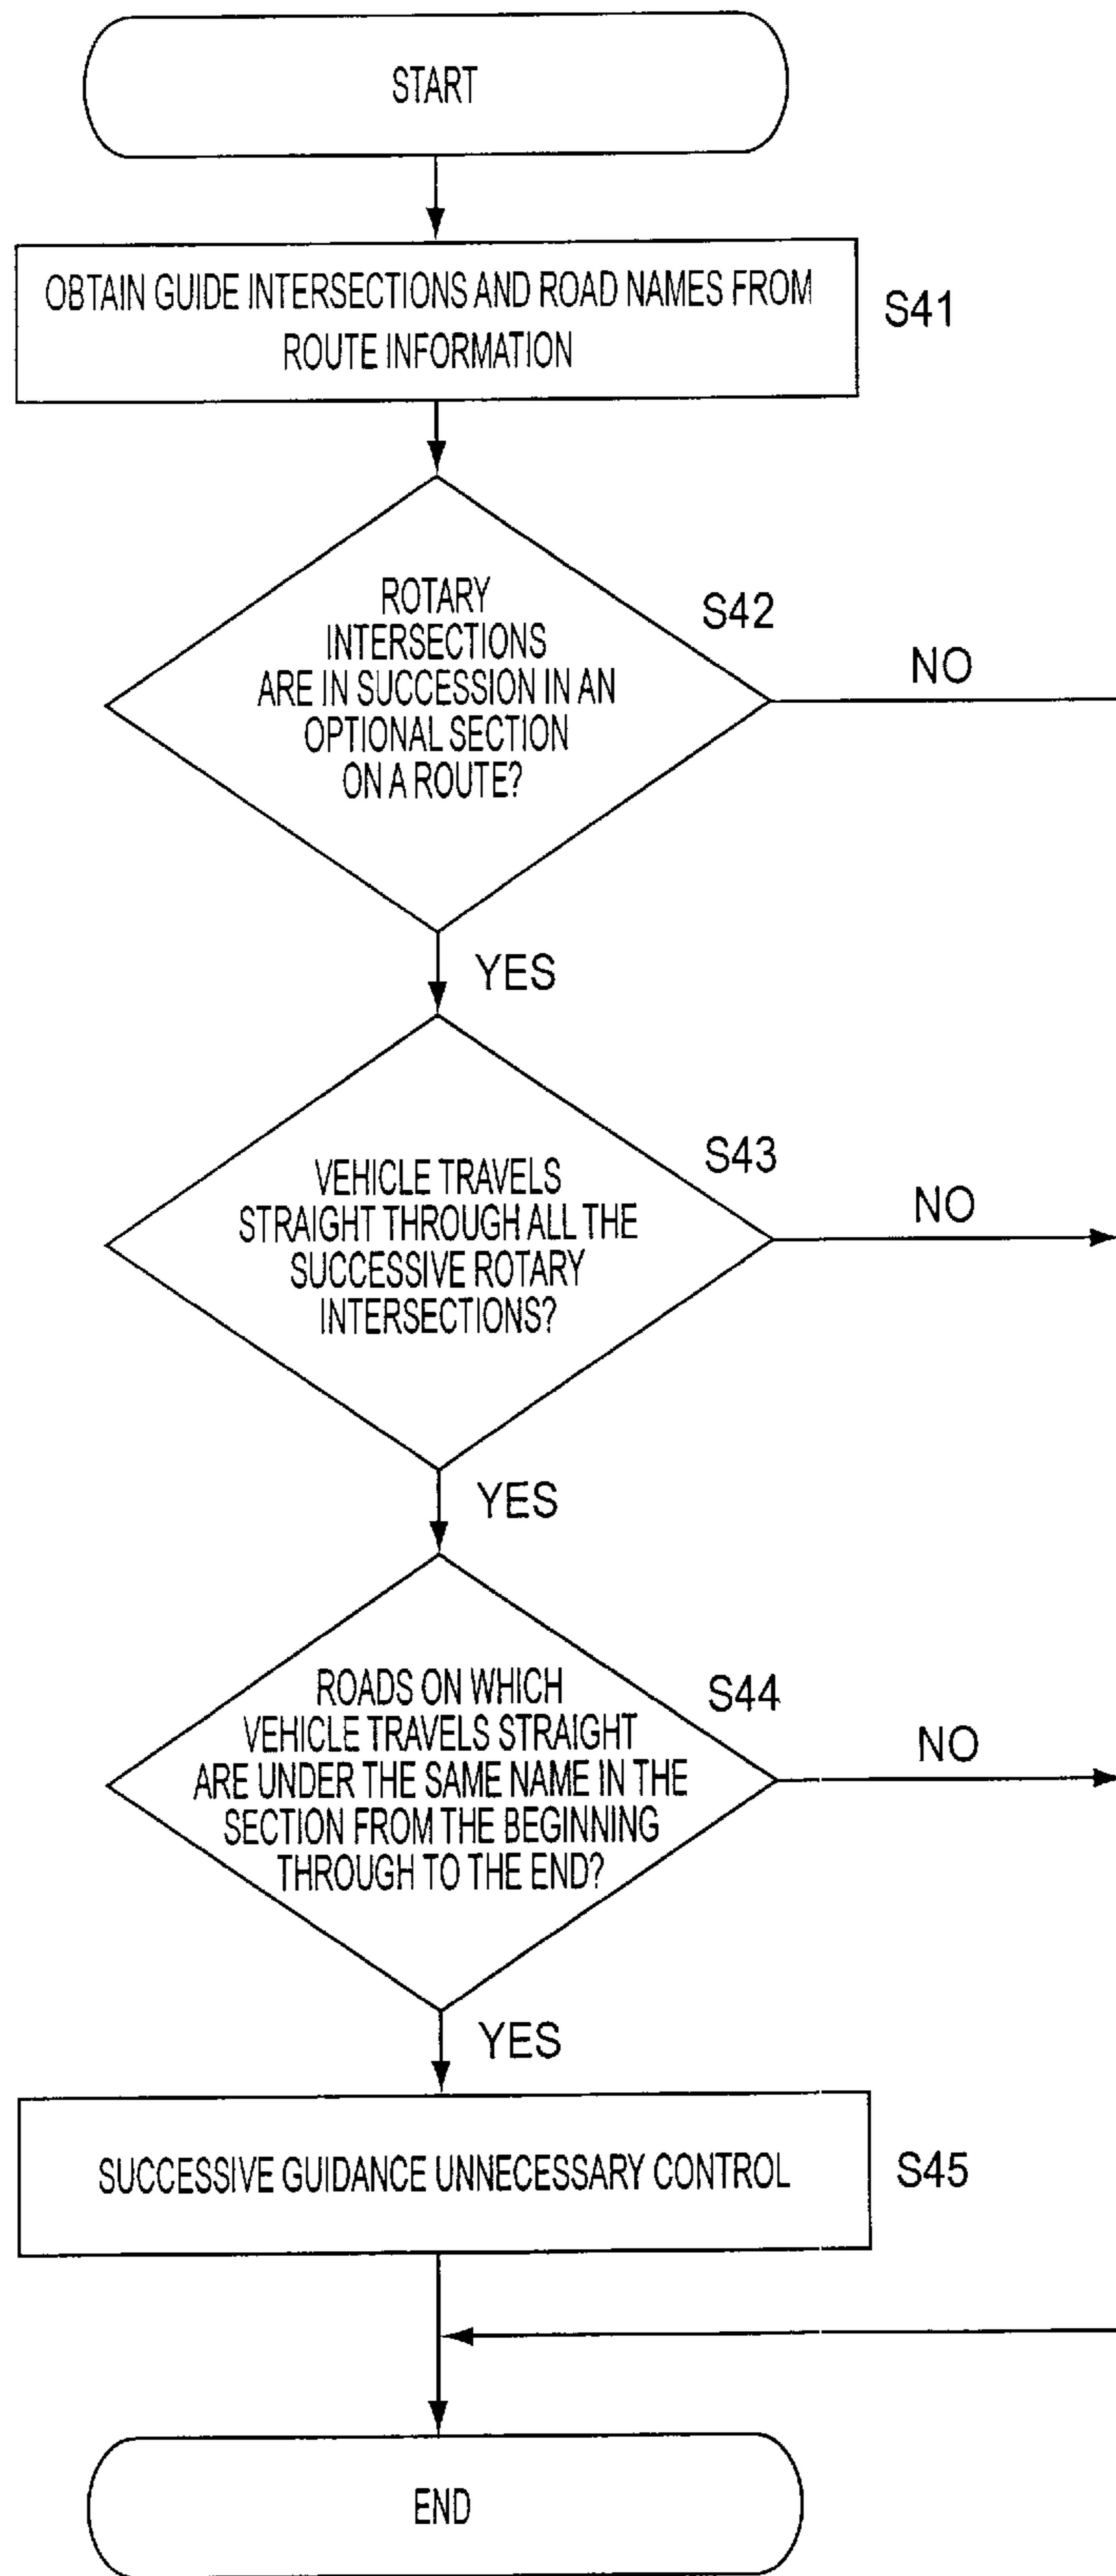 START
OBTAIN GUIDE INTERSECTIONS AND ROAD NAMES FROM
ROUTE INFORMATION
S41
ROTARY
INTERSECTIONS
ARE IN SUCCESSION IN AN
OPTIONAL SECTION
ON A ROUTE?
S42
NO
YES
VEHICLE TRAVELS
STRAIGHT THROUGH ALL THE
SUCCESSIVE ROTARY
INTERSECTIONS?
S43
NO
YES
ROADS ON WHICH
VEHICLE TRAVELS STRAIGHT
ARE UNDER THE SAME NAME IN THE
SECTION FROM THE BEGINNING
THROUGH TO THE END?
S44
NO
YES
SUCCESSIVE GUIDANCE UNNECESSARY CONTROL
S45
END